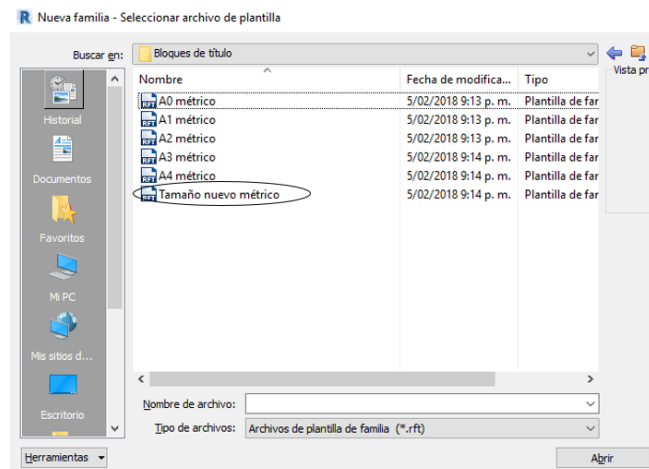 Nueva familia - Seleccionar archivo de plantilla
Buscar en: Bloques de título
Vista pr
Nombre Fecha de modifica... Tipo
A0 métrico 5/02/2018 9:13 p. m. Plantilla de far
A1 métrico 5/02/2018 9:13 p. m. Plantilla de far
A2 métrico 5/02/2018 9:13 p. m. Plantilla de far
A3 métrico 5/02/2018 9:14 p. m. Plantilla de far
A4 métrico 5/02/2018 9:14 p. m. Plantilla de far
Tamaño nuevo métrico 5/02/2018 9:14 p. m. Plantilla de far
Historial
Documentos
Favoritos
Mi PC
Mis sitios d...
Escritorio
Nombre de archivo:
Tipo de archivos: Archivos de plantilla de familia (*.rft)
Herramientas Abrir